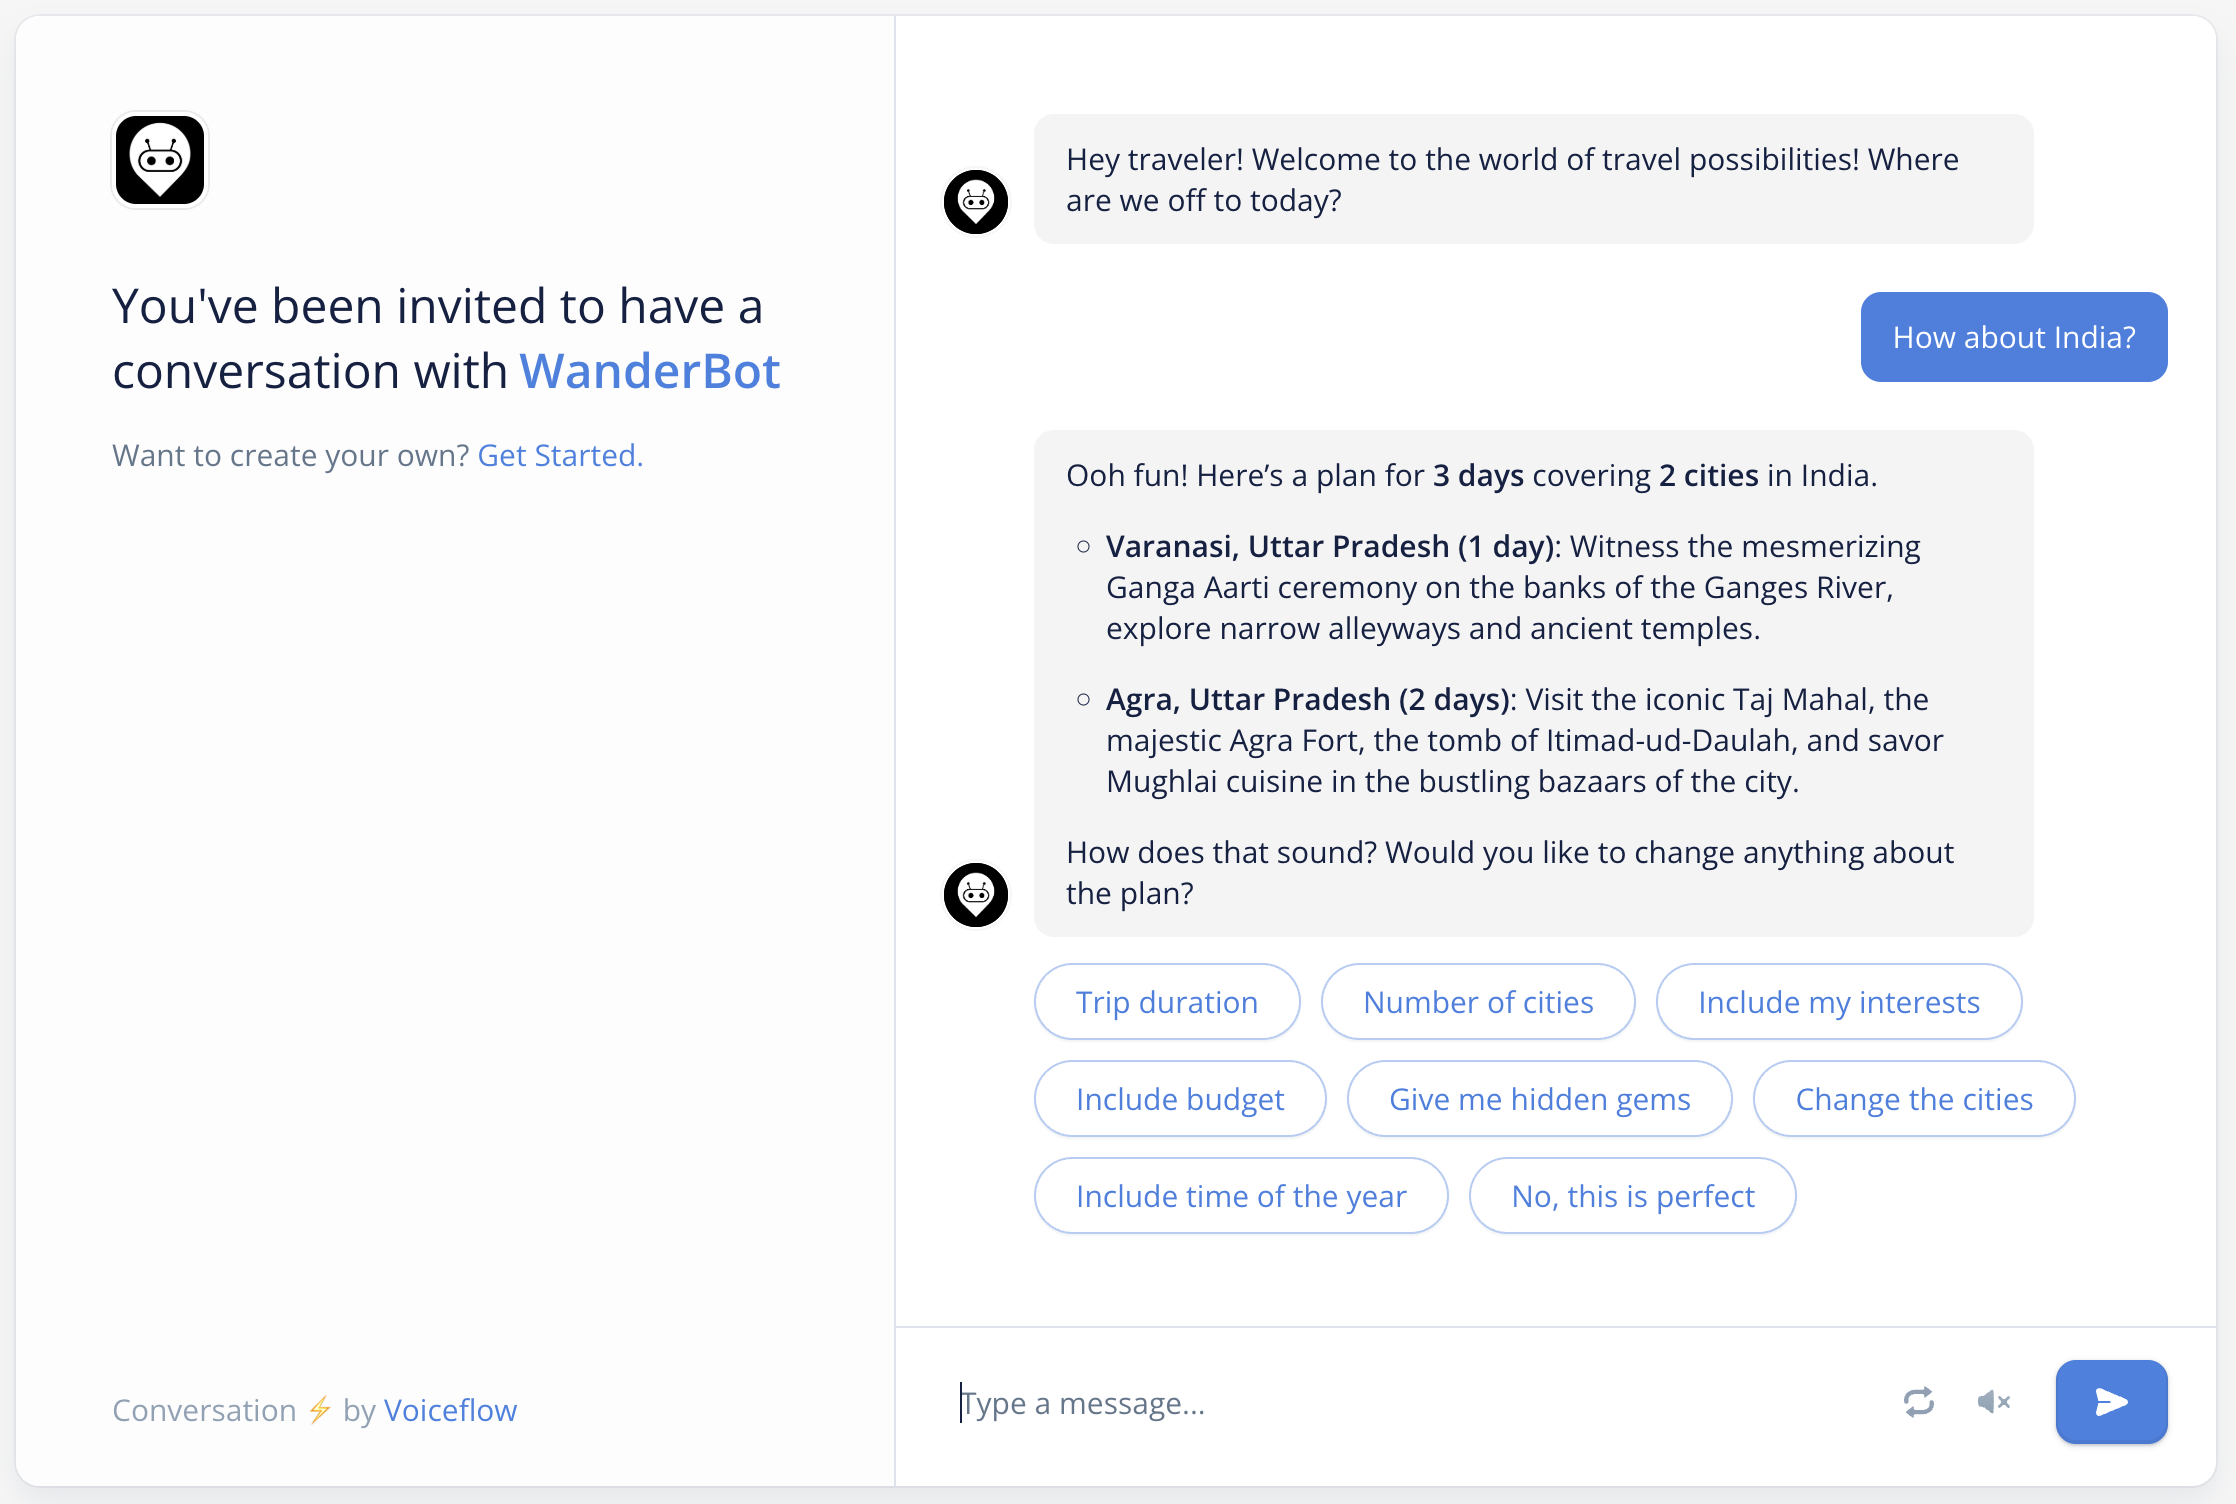 You've been invited to have a
conversation with WanderBot
Want to create your own? Get Started.
Conversation ⚡ by Voiceflow
Hey traveler! Welcome to the world of travel possibilities! Where
are we off to today?
How about India?
Ooh fun! Here’s a plan for 3 days covering 2 cities in India.
Varanasi, Uttar Pradesh (1 day): Witness the mesmerizing
Ganga Aarti ceremony on the banks of the Ganges River,
explore narrow alleyways and ancient temples.
Agra, Uttar Pradesh (2 days): Visit the iconic Taj Mahal, the
majestic Agra Fort, the tomb of Itimad-ud-Daulah, and savor
Mughlai cuisine in the bustling bazaars of the city.
How does that sound? Would you like to change anything about
the plan?
Trip duration
Number of cities
Include my interests
Include budget
Give me hidden gems
Change the cities
Include time of the year
No, this is perfect
Type a message...